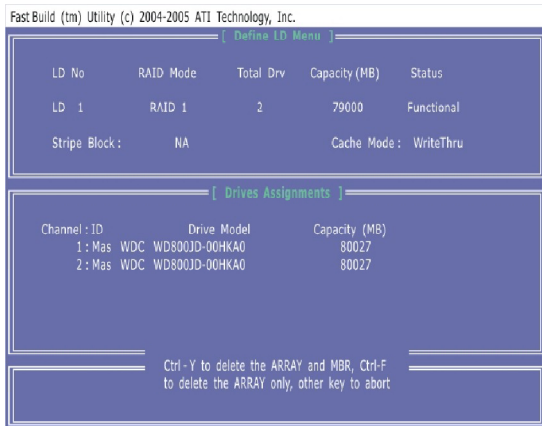 Fast Build (tm) Utility (c) 2004-2005 ATI Technology, Inc.
[ Define LD Menu ]
LD No RAID Mode Total Drv Capacity (MB) Status
LD 1 RAID 1 2 79000 Functional
Stripe Block : NA Cache Mode : WriteThru
[ Drives Assignments ]
Channel : ID Drive Model Capacity (MB)
1 : Mas WDC WD800JD-00HKA0 80027
2 : Mas WDC WD800JD-00HKA0 80027
Ctrl - Y to delete the ARRAY and MBR, Ctrl-F
to delete the ARRAY only, other key to abort